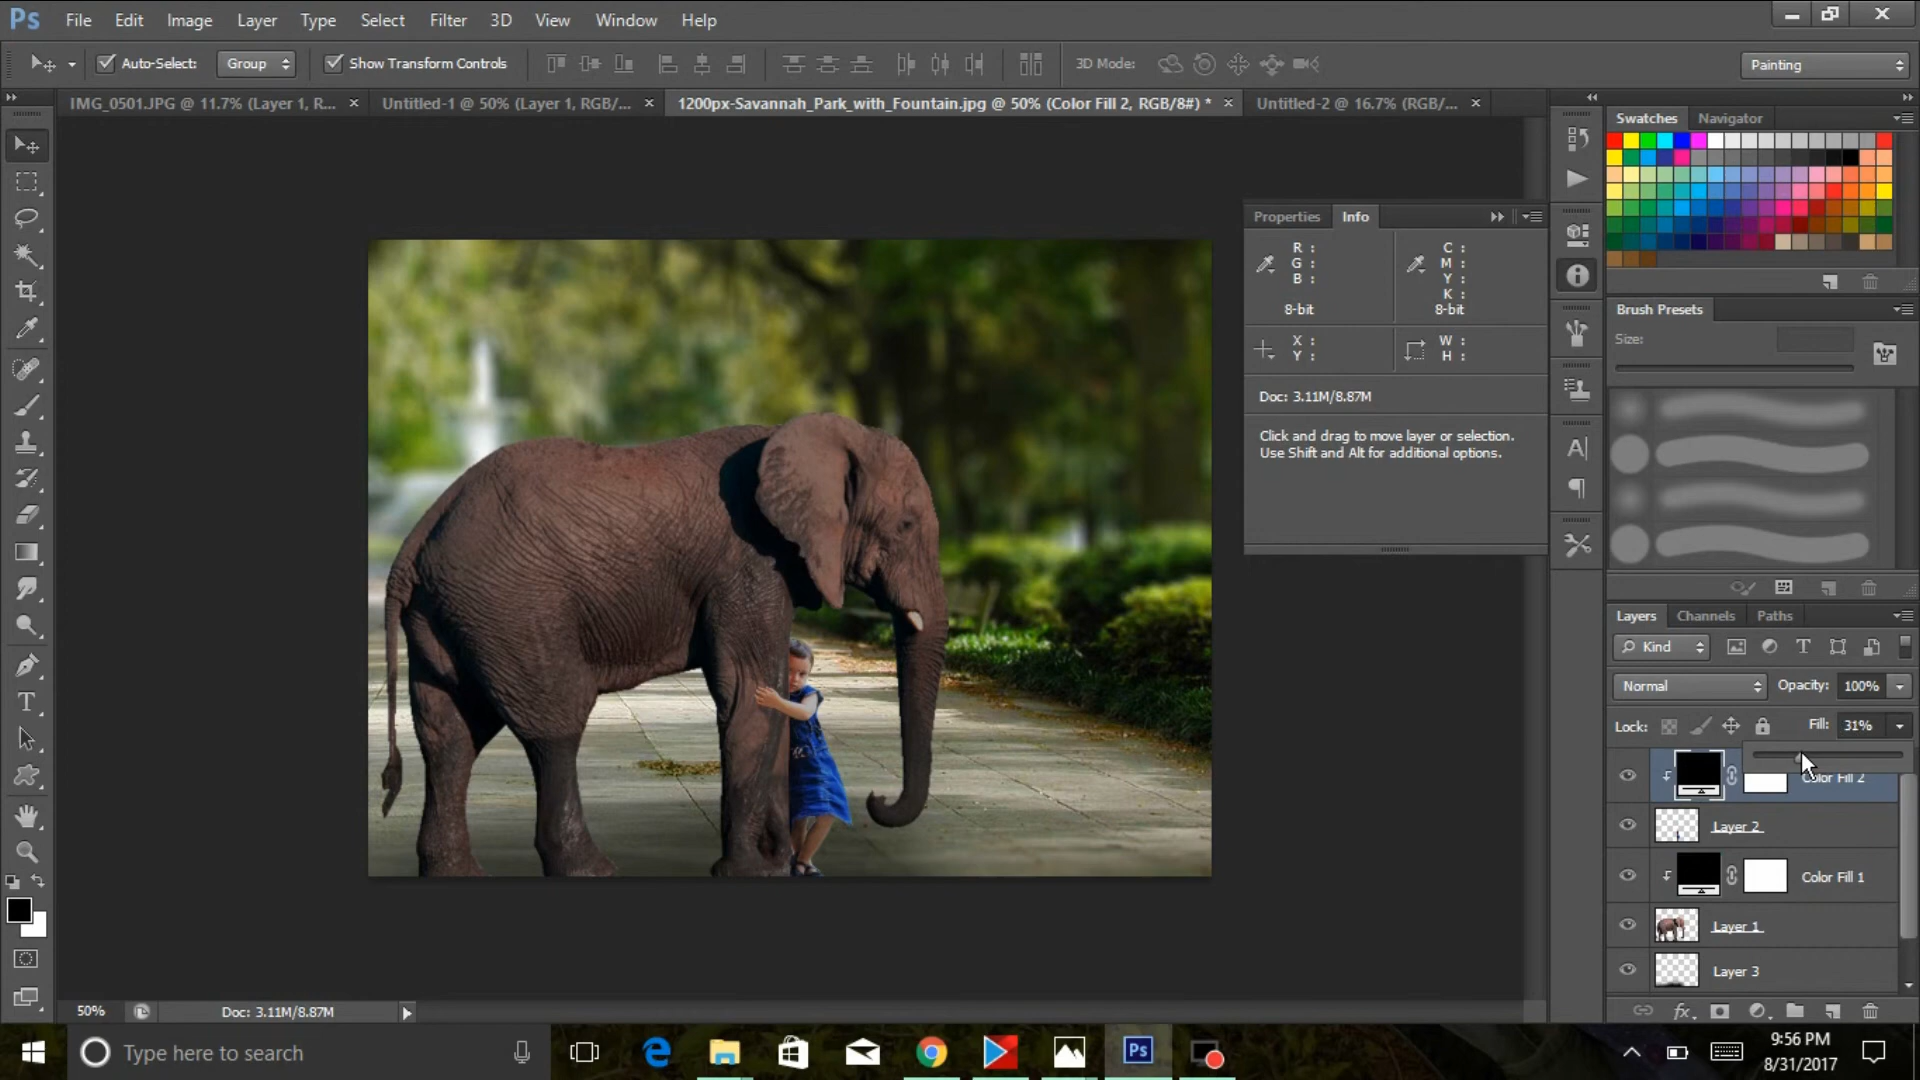 Ps File Edit Image Layer Type Select Filter 3D View Window Help
Auto-Select: Group Show Transform Controls 3D Mode: Painting
IMG_0501.JPG @ 11.7% (Layer 1, R... Untitled-1 @ 50% (Layer 1, RGB/... 1200px-Savannah_Park_with_Fountain.jpg @ 50% (Color Fill 2, RGB/8#) * Untitled-2 @ 16.7% (RGB/...
Swatches Navigator
Properties Info
R : C :
G : M :
B : Y :
K :
8-bit 8-bit
X : W :
Y : H :
Doc: 3.11M/8.87M
Click and drag to move layer or selection.
Use Shift and Alt for additional options.
Brush Presets
Size:
Layers Channels Paths
Kind
Normal Opacity: 100%
Lock: Fill: 31%
Color Fill 2
Layer 2
Color Fill 1
Layer 1
Layer 3
50% Doc: 3.11M/8.87M
Type here to search
Ps
9:56 PM
8/31/2017